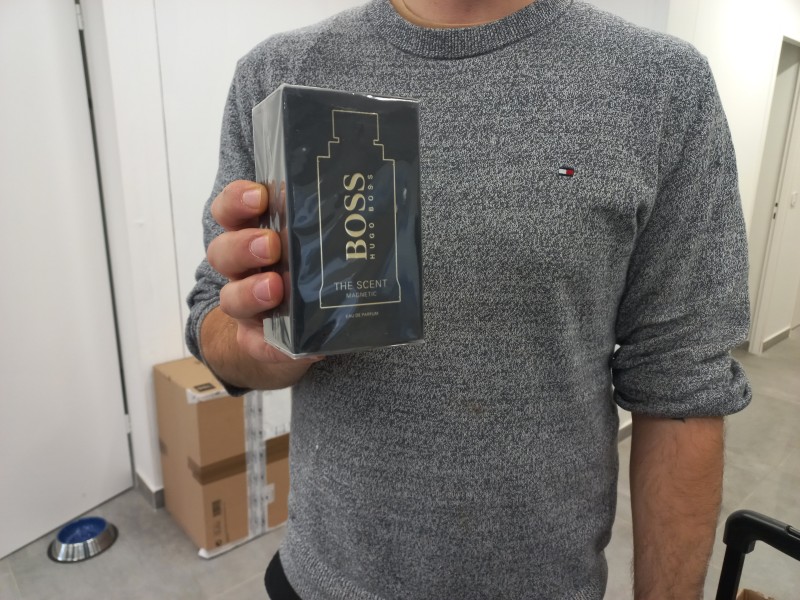 BOSS
HUGO BOSS
THE SCENT
MAGNETIC
EAU DE PARFUM